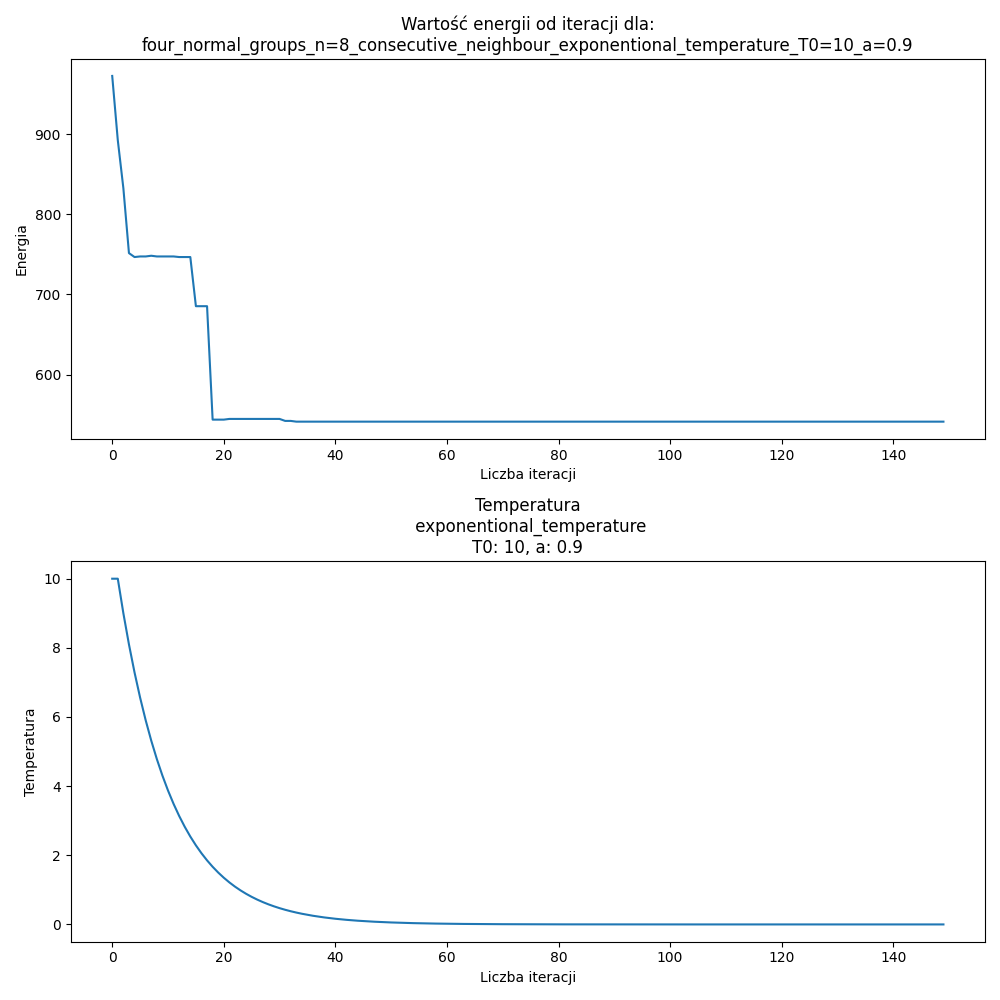 Wartość energii od iteracji dla:
four_normal_groups_n=8_consecutive_neighbour_exponentional_temperature_T0=10_a=0.9
900
800
700
600
Energia
0 20 40 60 80 100 120 140
Liczba iteracji
Temperatura
exponentional_temperature
T0: 10, a: 0.9
10
8
6
4
2
0
Temperatura
0 20 40 60 80 100 120 140
Liczba iteracji